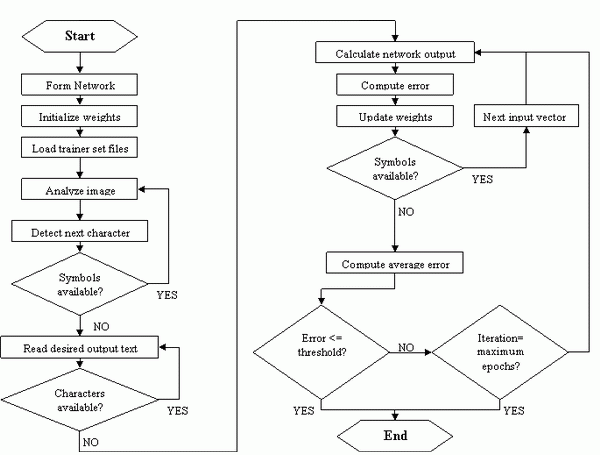 Start
Form Network
Initialize weights
Load trainer set files
Analyze image
Detect next character
Symbols
available?
YES
NO
Read desired output text
Characters
available?
YES
NO
Calculate network output
Compute error
Update weights
Next input vector
Symbols
available?
YES
NO
Compute average error
Error <=
threshold?
NO
Iteration=
maximum
epochs?
YES
YES
End